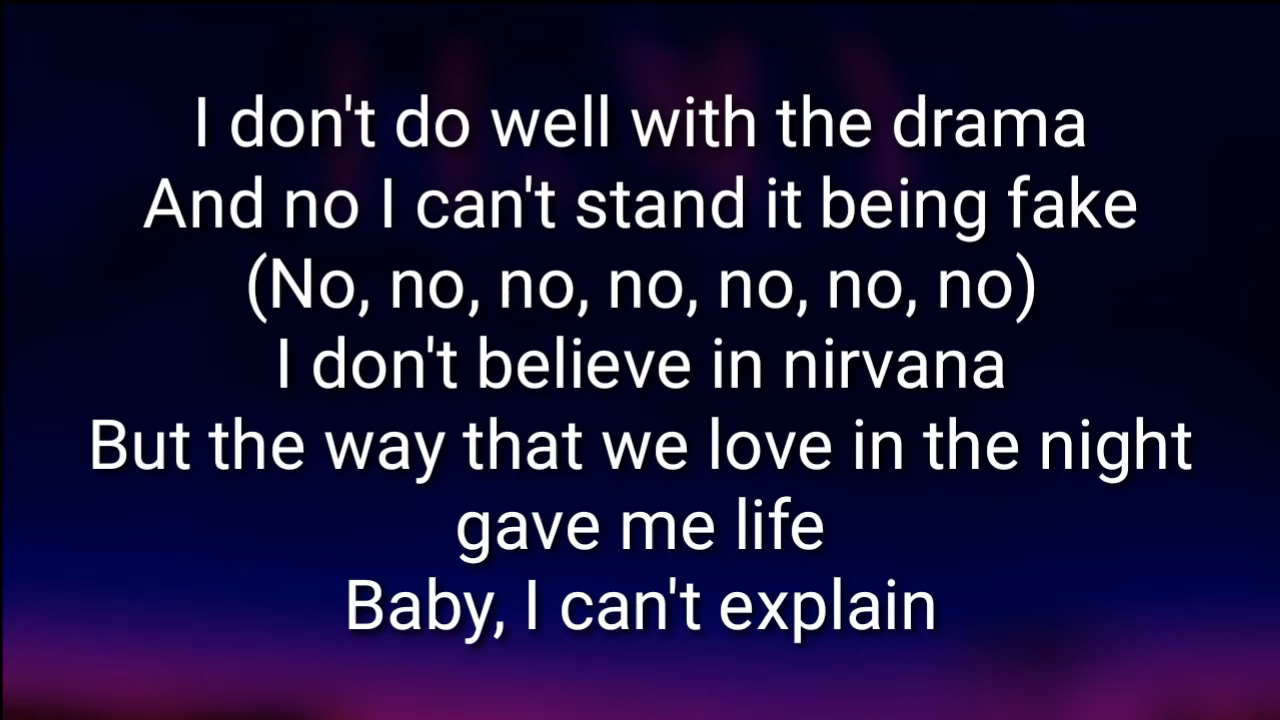 I don't do well with the drama
And no I can't stand it being fake
(No, no, no, no, no, no, no)
I don't believe in nirvana
But the way that we love in the night
gave me life
Baby, I can't explain